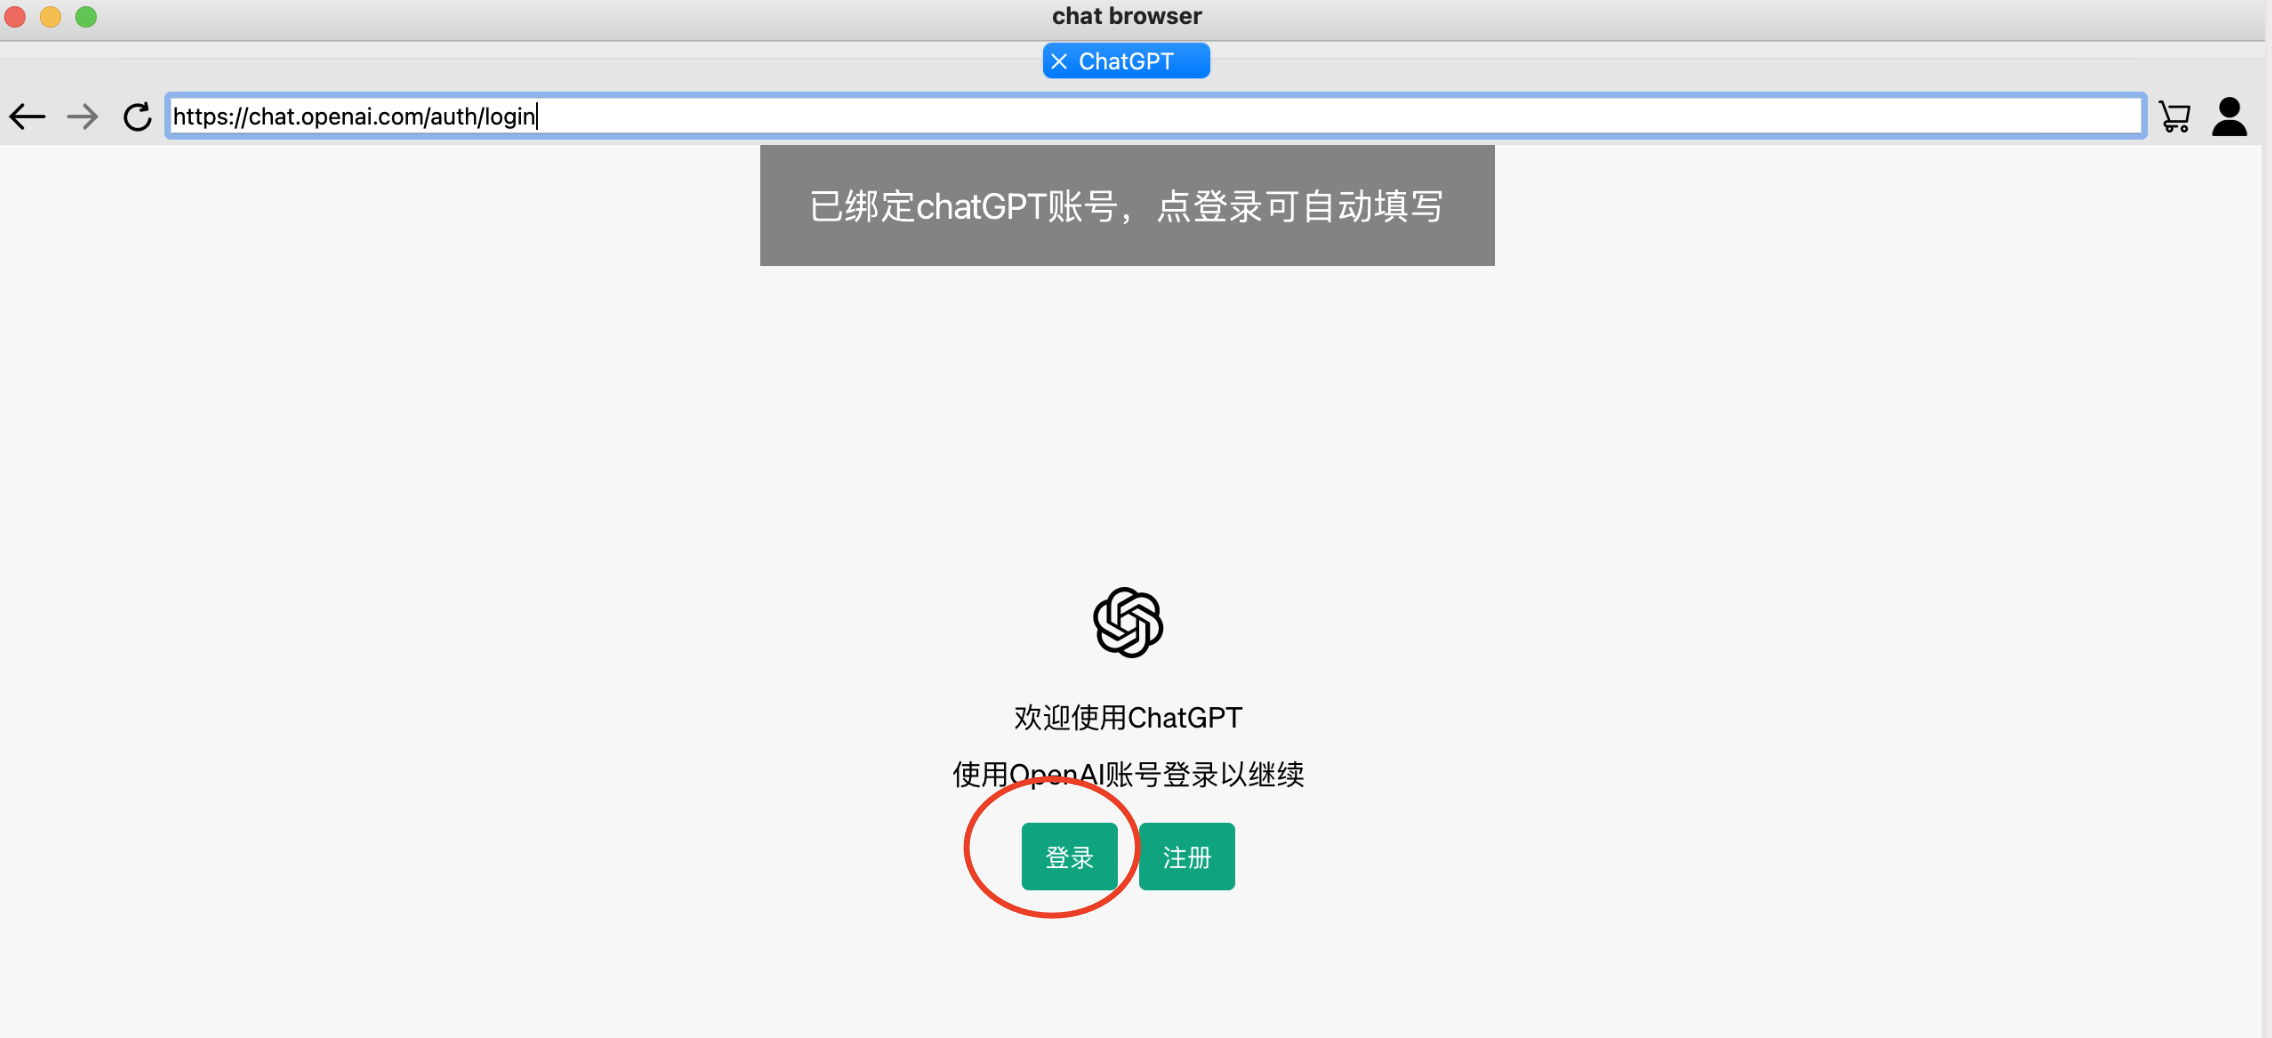 chat browser
ChatGPT
https://chat.openai.com/auth/login
已绑定chatGPT账号，点登录可自动填写
欢迎使用ChatGPT
使用OpenAI账号登录以继续
登录 注册